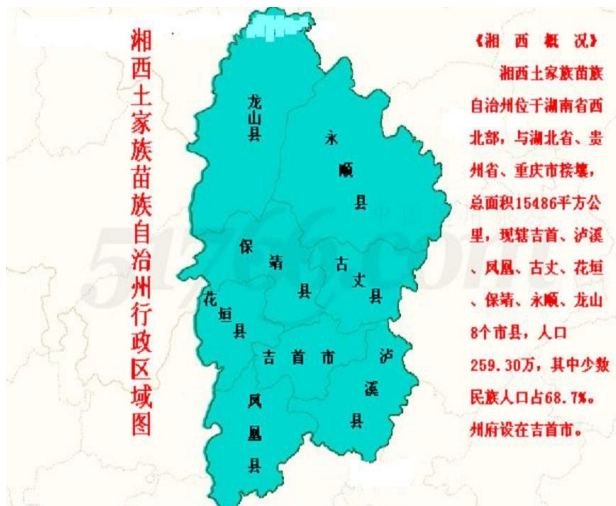 湘西土家族苗族自治州行政区域图
龙山县
永顺县
保靖县
古丈县
花垣县
吉首市
泸溪县
凤凰县
《湘西概况》
湘西土家族苗族
自治州位于湖南省西
北部，与湖北省、贵
州省、重庆市接壤，
总面积15486平方公
里，现辖吉首、泸溪
、凤凰、古丈、花垣
、保靖、永顺、龙山
8个市县，人口
259.30万，其中少数
民族人口占68.7%。
州府设在吉首市。
51766.com